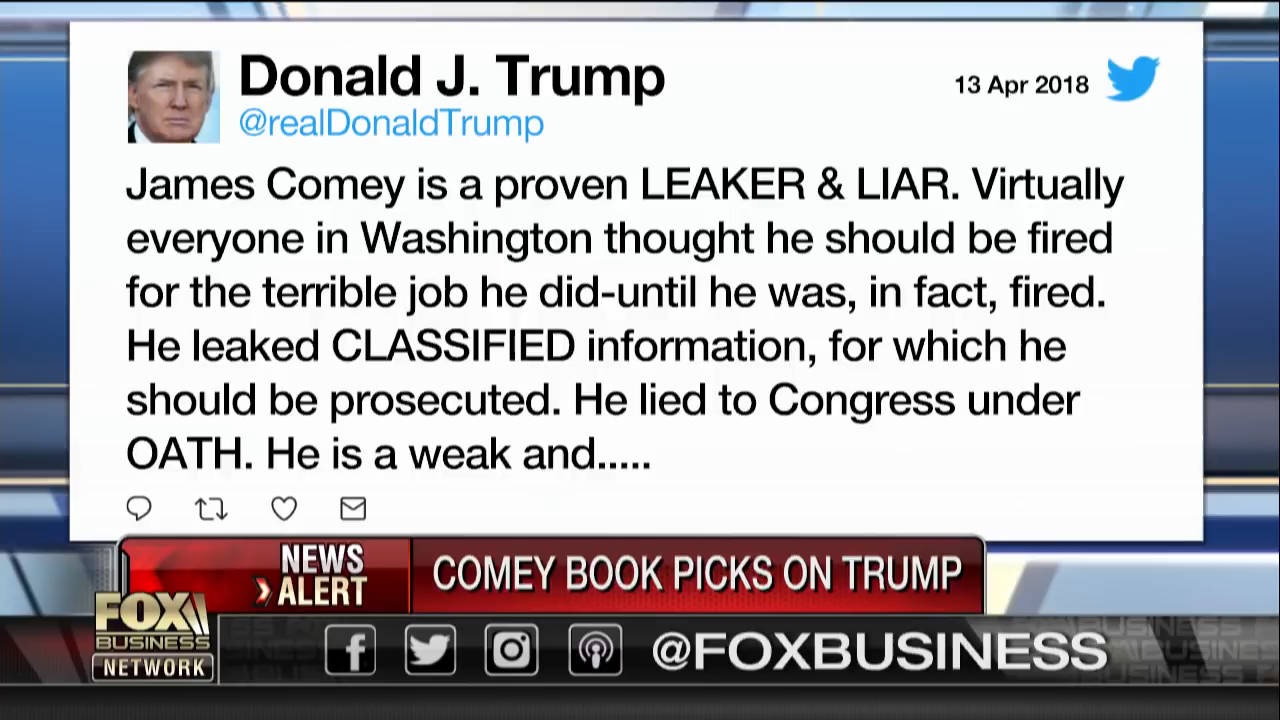 Donald J. Trump
@realDonaldTrump
13 Apr 2018
James Comey is a proven LEAKER & LIAR. Virtually
everyone in Washington thought he should be fired
for the terrible job he did-until he was, in fact, fired.
He leaked CLASSIFIED information, for which he
should be prosecuted. He lied to Congress under
OATH. He is a weak and.....
NEWS
ALERT
COMEY BOOK PICKS ON TRUMP
FOX
BUSINESS
NETWORK
@FOXBUSINESS